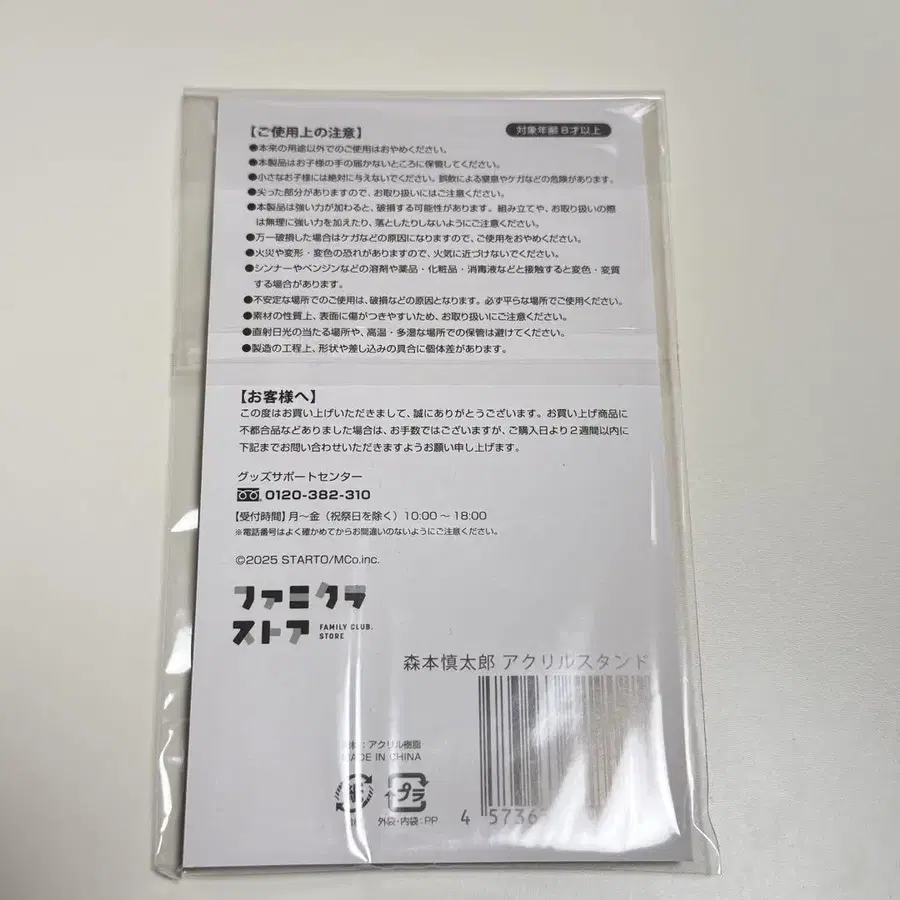 【ご使用上の注意】
対象年齢8才以上
●本来の用途以外でのご使用はおやめください。
●本製品はお子様の手の届かないところに保管してください。
●小さなお子様には絶対に与えないでください。誤飲による窒息やケガなどの危険があります。
●尖った部分がありますので、お取り扱いにはご注意ください。
●本製品は強い力が加わると、破損する可能性があります。組み立てや、お取り扱いの際
は無理に強い力を加えたり、落としたりしないようにご注意ください。
●万一破損した場合はケガなどの原因になりますので、ご使用をおやめください。
●火災や変形・変色の恐れがありますので、火気に近づけないでください。
●シンナーやベンジンなどの溶剤や薬品・化粧品・消毒液などと接触すると変色・変質
する場合があります。
●不安定な場所でのご使用は、破損などの原因となります。必ず平らな場所でご使用ください。
●素材の性質上、表面に傷がつきやすいため、お取り扱いにご注意ください。
●直射日光の当たる場所や、高温・多湿な場所での保管は避けてください。
●製造の工程上、形状や差し込みの具合に個体差があります。
【お客様へ】
この度はお買い上げいただきまして、誠にありがとうございます。お買い上げ商品に
不都合品などありました場合は、お手数ではございますが、ご購入日より2週間以内に
下記までお問い合わせいただきますようお願い申し上げます。
グッズサポートセンター
0120-382-310
【受付時間】月〜金（祝祭日を除く）10:00〜18:00
※電話番号はよく確かめてからお間違いのないようにご注意ください。
©2025 STARTO/MCo.inc.
ファミクラ
ストア
FAMILY CLUB.
STORE
森本慎太郎 アクリルスタンド
：アクリル樹脂
MADE IN CHINA
プラ
外袋・内袋：PP
4 5736